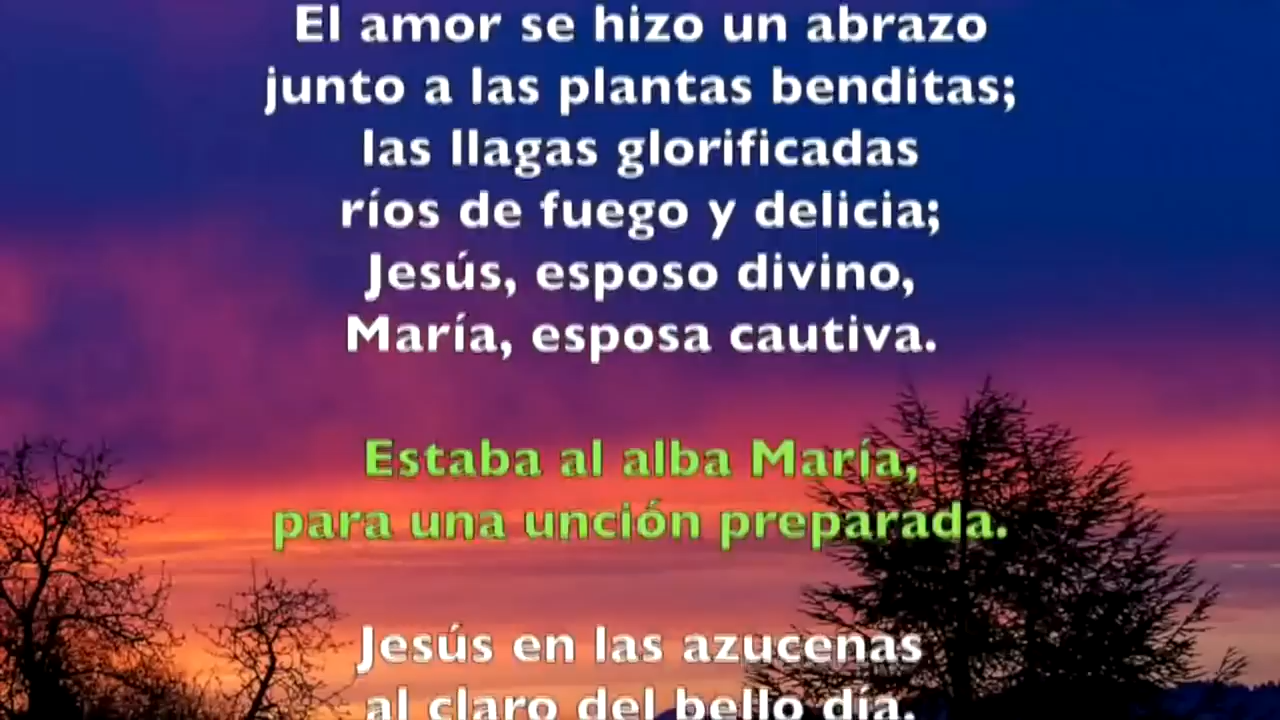 El amor se hizo un abrazo
junto a las plantas benditas;
las llagas glorificadas
ríos de fuego y delicia;
Jesús, esposo divino,
María, esposa cautiva.
Estaba al alba María,
para una unción preparada.
Jesús en las azucenas
al claro del bello día.